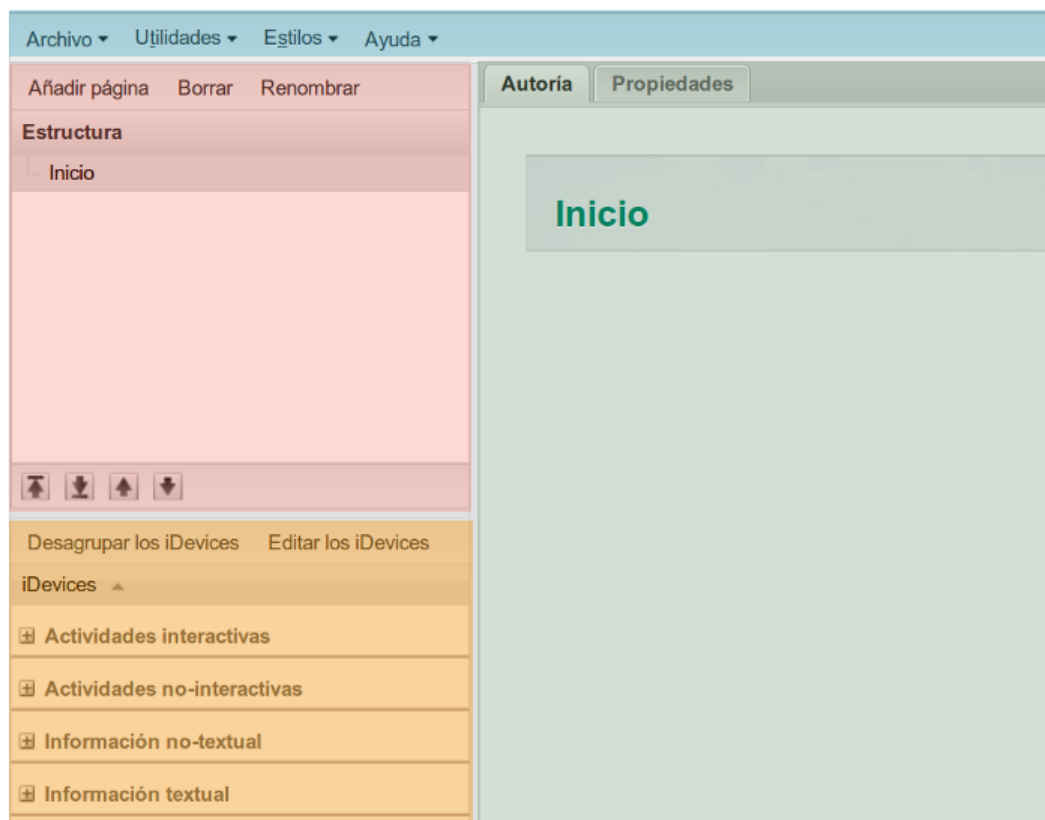 Archivo Utilidades Estilos Ayuda
Añadir página Borrar Renombrar
Estructura
Inicio
Desagrupar los iDevices Editar los iDevices
iDevices
Actividades interactivas
Actividades no-interactivas
Información no-textual
Información textual
Autoría Propiedades
Inicio